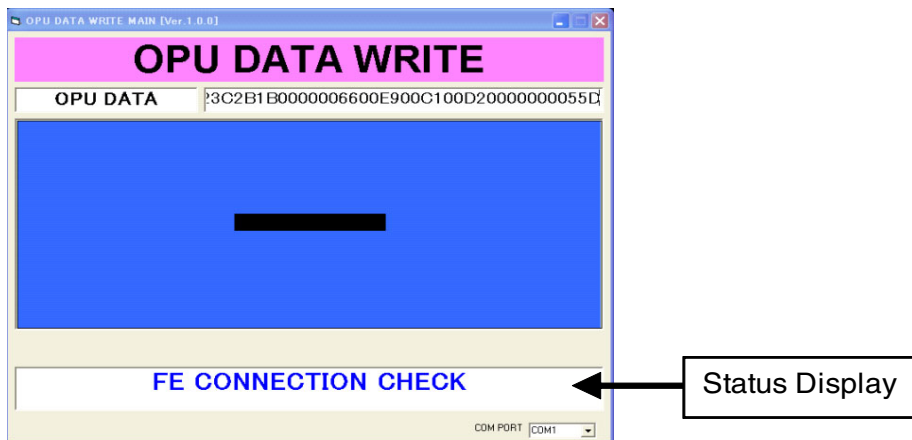 OPU DATA WRITE MAIN [Ver.1.0.0]
OPU DATA WRITE
OPU DATA 23C2B1B0000006600E900C100D20000000055D
FE CONNECTION CHECK
Status Display
COM PORT COM1